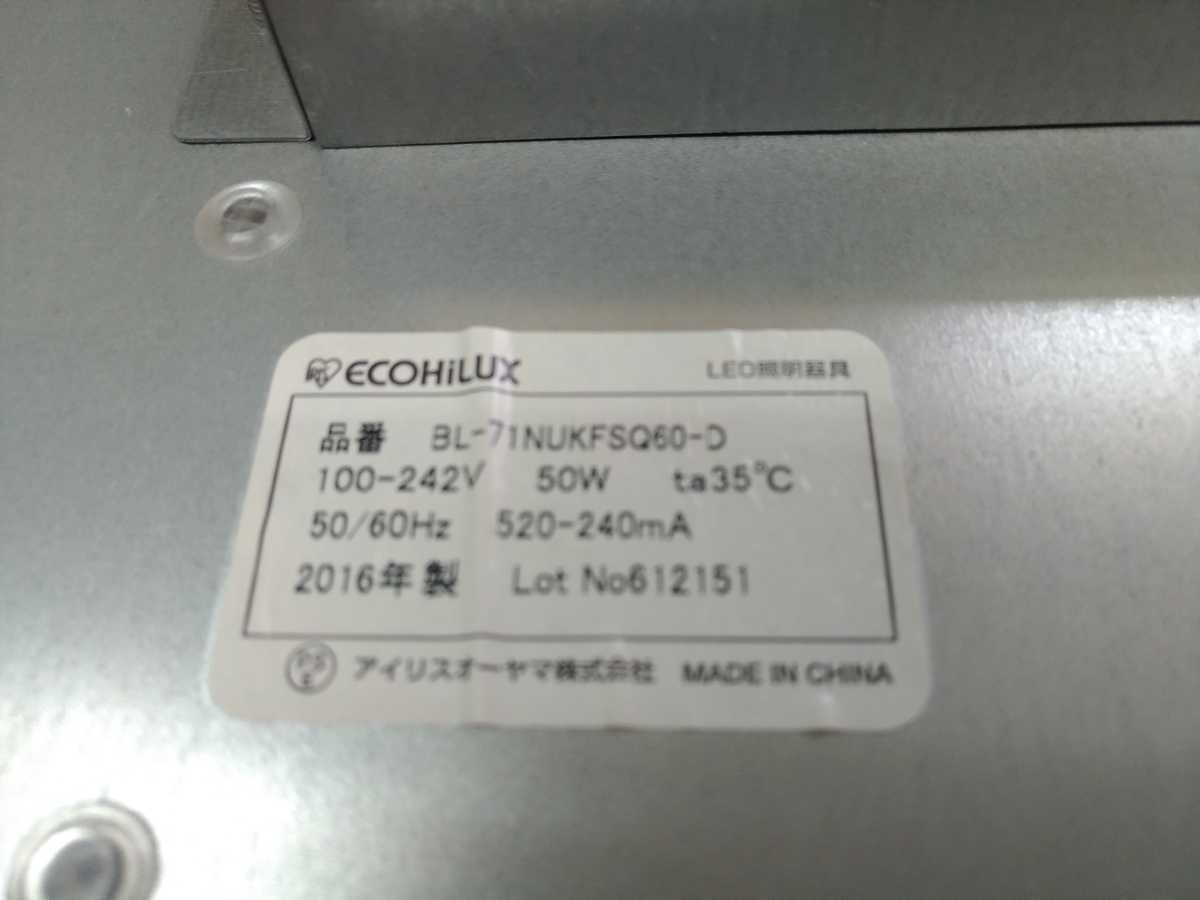 ECOHiLUX LED照明器具
品番 BL-71NUKFSQ60-D
100-242V 50W ta35℃
50/60Hz 520-240mA
2016年 製 Lot No612151
PSE アイリスオーヤマ株式会社 MADE IN CHINA